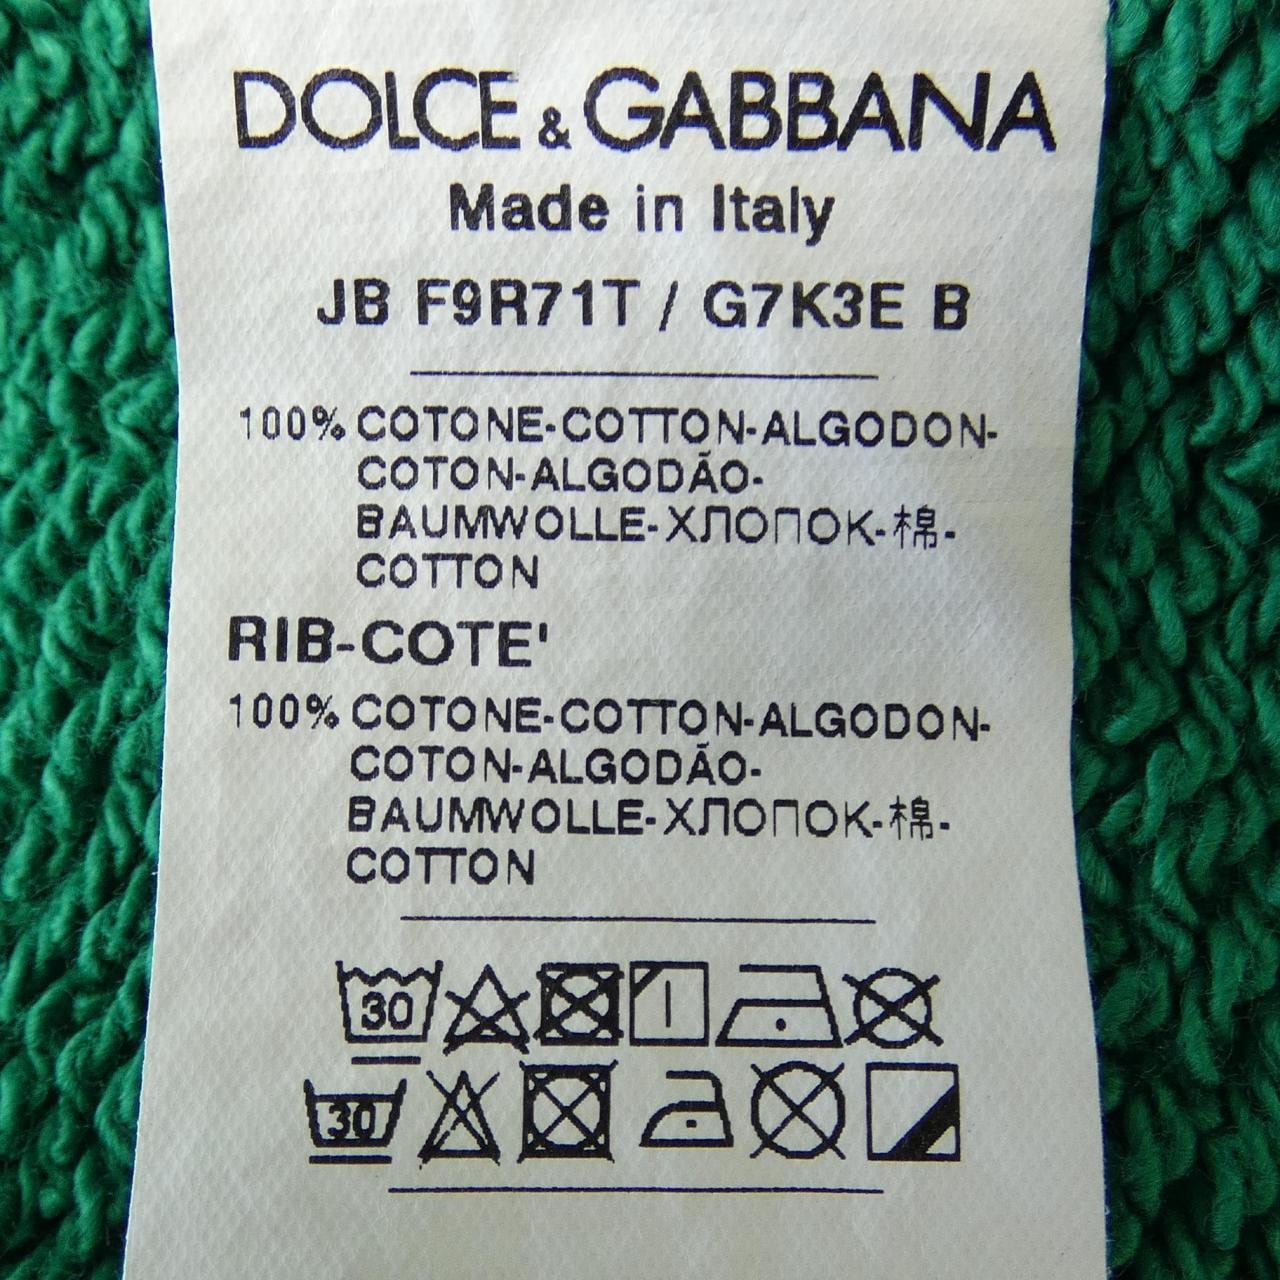 DOLCE & GABBANA
Made in Italy
JB F9R71T / G7K3E B
100% COTONE-COTTON-ALGODON-
COTON-ALGODÃO-
BAUMWOLLE-ХЛОПОК-棉-
COTTON
RIB-COTE'
100% COTONE-COTTON-ALGODON-
COTON-ALGODÃO-
BAUMWOLLE-ХЛОПОК-棉-
COTTON
30
30